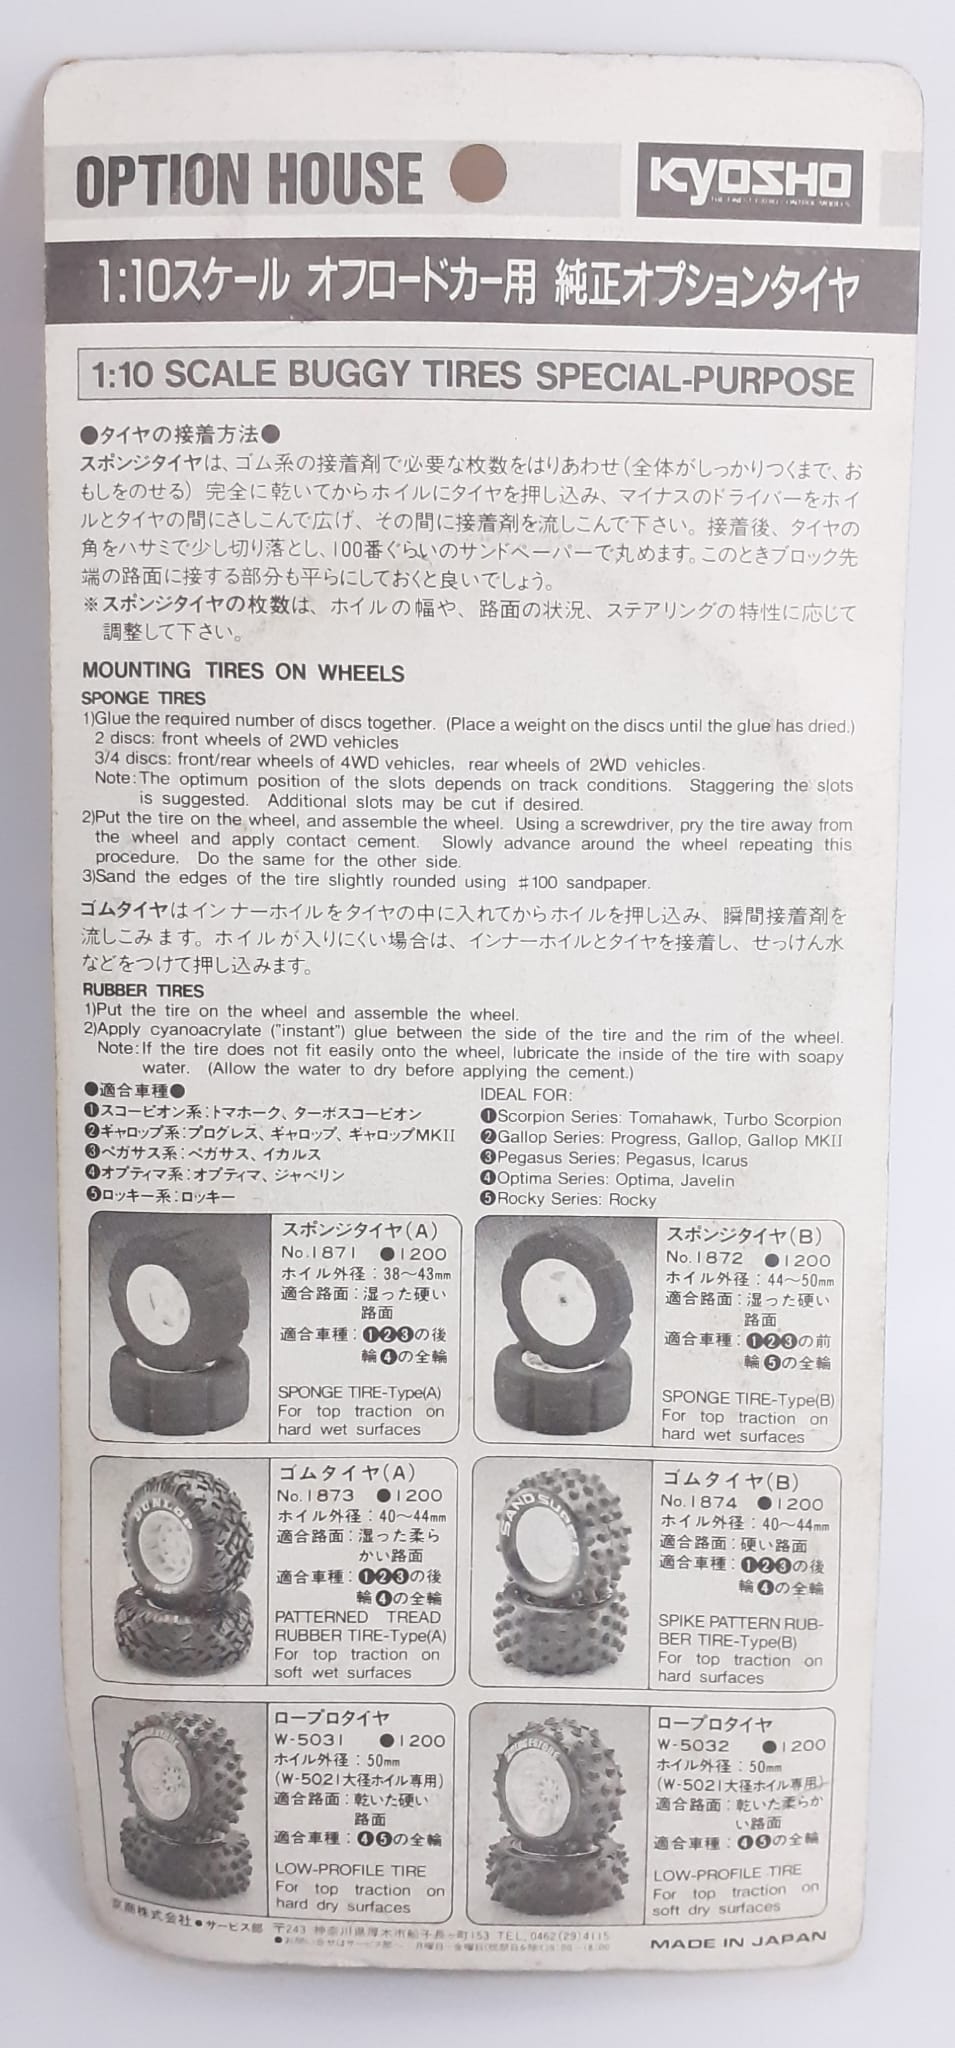 OPTION HOUSE
KYOSHO
THE FINEST RADIO CONTROL MODELS
1:10スケール オフロードカー用 純正オプションタイヤ
1:10 SCALE BUGGY TIRES SPECIAL-PURPOSE
●タイヤの接着方法●
スポンジタイヤは、ゴム系の接着剤で必要な枚数をはりあわせ(全体がしっかりつくまで、お
もしをのせる) 完全に乾いてからホイルにタイヤを押し込み、マイナスのドライバーをホイ
ルとタイヤの間にさしこんで広げ、その間に接着剤を流しこんで下さい。接着後、タイヤの
角をハサミで少し切り落とし、100番ぐらいのサンドペーパーで丸めます。このときブロック先
端の路面に接する部分も平らにしておくと良いでしょう。
※スポンジタイヤの枚数は、ホイルの幅や、路面の状況、ステアリングの特性に応じて
調整して下さい。
MOUNTING TIRES ON WHEELS
SPONGE TIRES
1)Glue the required number of discs together. (Place a weight on the discs until the glue has dried.)
2 discs: front wheels of 2WD vehicles
3/4 discs: front/rear wheels of 4WD vehicles, rear wheels of 2WD vehicles.
Note: The optimum position of the slots depends on track conditions. Staggering the slots
is suggested. Additional slots may be cut if desired.
2)Put the tire on the wheel, and assemble the wheel. Using a screwdriver, pry the tire away from
the wheel and apply contact cement. Slowly advance around the wheel repeating this
procedure. Do the same for the other side.
3)Sand the edges of the tire slightly rounded using ♯100 sandpaper.
ゴムタイヤはインナーホイルをタイヤの中に入れてからホイルを押し込み、瞬間接着剤を
流しこみます。ホイルが入りにくい場合は、インナーホイルとタイヤを接着し、せっけん水
などをつけて押し込みます。
RUBBER TIRES
1)Put the tire on the wheel and assemble the wheel.
2)Apply cyanoacrylate ("instant") glue between the side of the tire and the rim of the wheel.
Note: If the tire does not fit easily onto the wheel, lubricate the inside of the tire with soapy
water. (Allow the water to dry before applying the cement.)
●適合車種●
❶スコーピオン系:トマホーク、ターボスコーピオン
❷ギャロップ系:プログレス、ギャロップ、ギャロップMKII
❸ペガサス系:ペガサス、イカルス
❹オプティマ系:オプティマ、ジャベリン
❺ロッキー系:ロッキー
IDEAL FOR:
❶Scorpion Series: Tomahawk, Turbo Scorpion
❷Gallop Series: Progress, Gallop, Gallop MKII
❸Pegasus Series: Pegasus, Icarus
❹Optima Series: Optima, Javelin
❺Rocky Series: Rocky
スポンジタイヤ(A)
No.1871 ●1200
ホイル外径:38〜43mm
適合路面:湿った硬い
路面
適合車種:❶❷❸の後
輪❹の全輪
SPONGE TIRE-Type(A)
For top traction on
hard wet surfaces
スポンジタイヤ(B)
No.1872 ●1200
ホイル外径:44〜50mm
適合路面:湿った硬い
路面
適合車種:❶❷❸の前
輪❺の全輪
SPONGE TIRE-Type(B)
For top traction on
hard wet surfaces
DUNLOP
ゴムタイヤ(A)
No.1873 ●1200
ホイル外径:40〜44mm
適合路面:湿った柔ら
かい路面
適合車種:❶❷❸の後
輪❹の全輪
PATTERNED TREAD
RUBBER TIRE-Type(A)
For top traction on
soft wet surfaces
SAND SUPER
ゴムタイヤ(B)
No.1874 ●1200
ホイル外径:40〜44mm
適合路面:硬い路面
適合車種:❶❷❸の後
輪❹の全輪
SPIKE PATTERN RUB-
BER TIRE-Type(B)
For top traction on
hard surfaces
ロープロタイヤ
W-5031 ●1200
ホイル外径:50mm
(W-5021大径ホイル専用)
適合路面:乾いた硬い
路面
適合車種:❹❺の全輪
LOW-PROFILE TIRE
For top traction on
hard dry surfaces
ロープロタイヤ
W-5032 ●1200
ホイル外径:50mm
(W-5021大径ホイル専用)
適合路面:乾いた柔らか
い路面
適合車種:❹❺の全輪
LOW-PROFILE TIRE
For top traction on
soft dry surfaces
京商株式会社●サービス部 〒243 神奈川県厚木市船子長ヶ町153 TEL,0462(29)4115
●お問い合せはサービス部へ 月曜日〜金曜日(祝祭日を除く)
MADE IN JAPAN